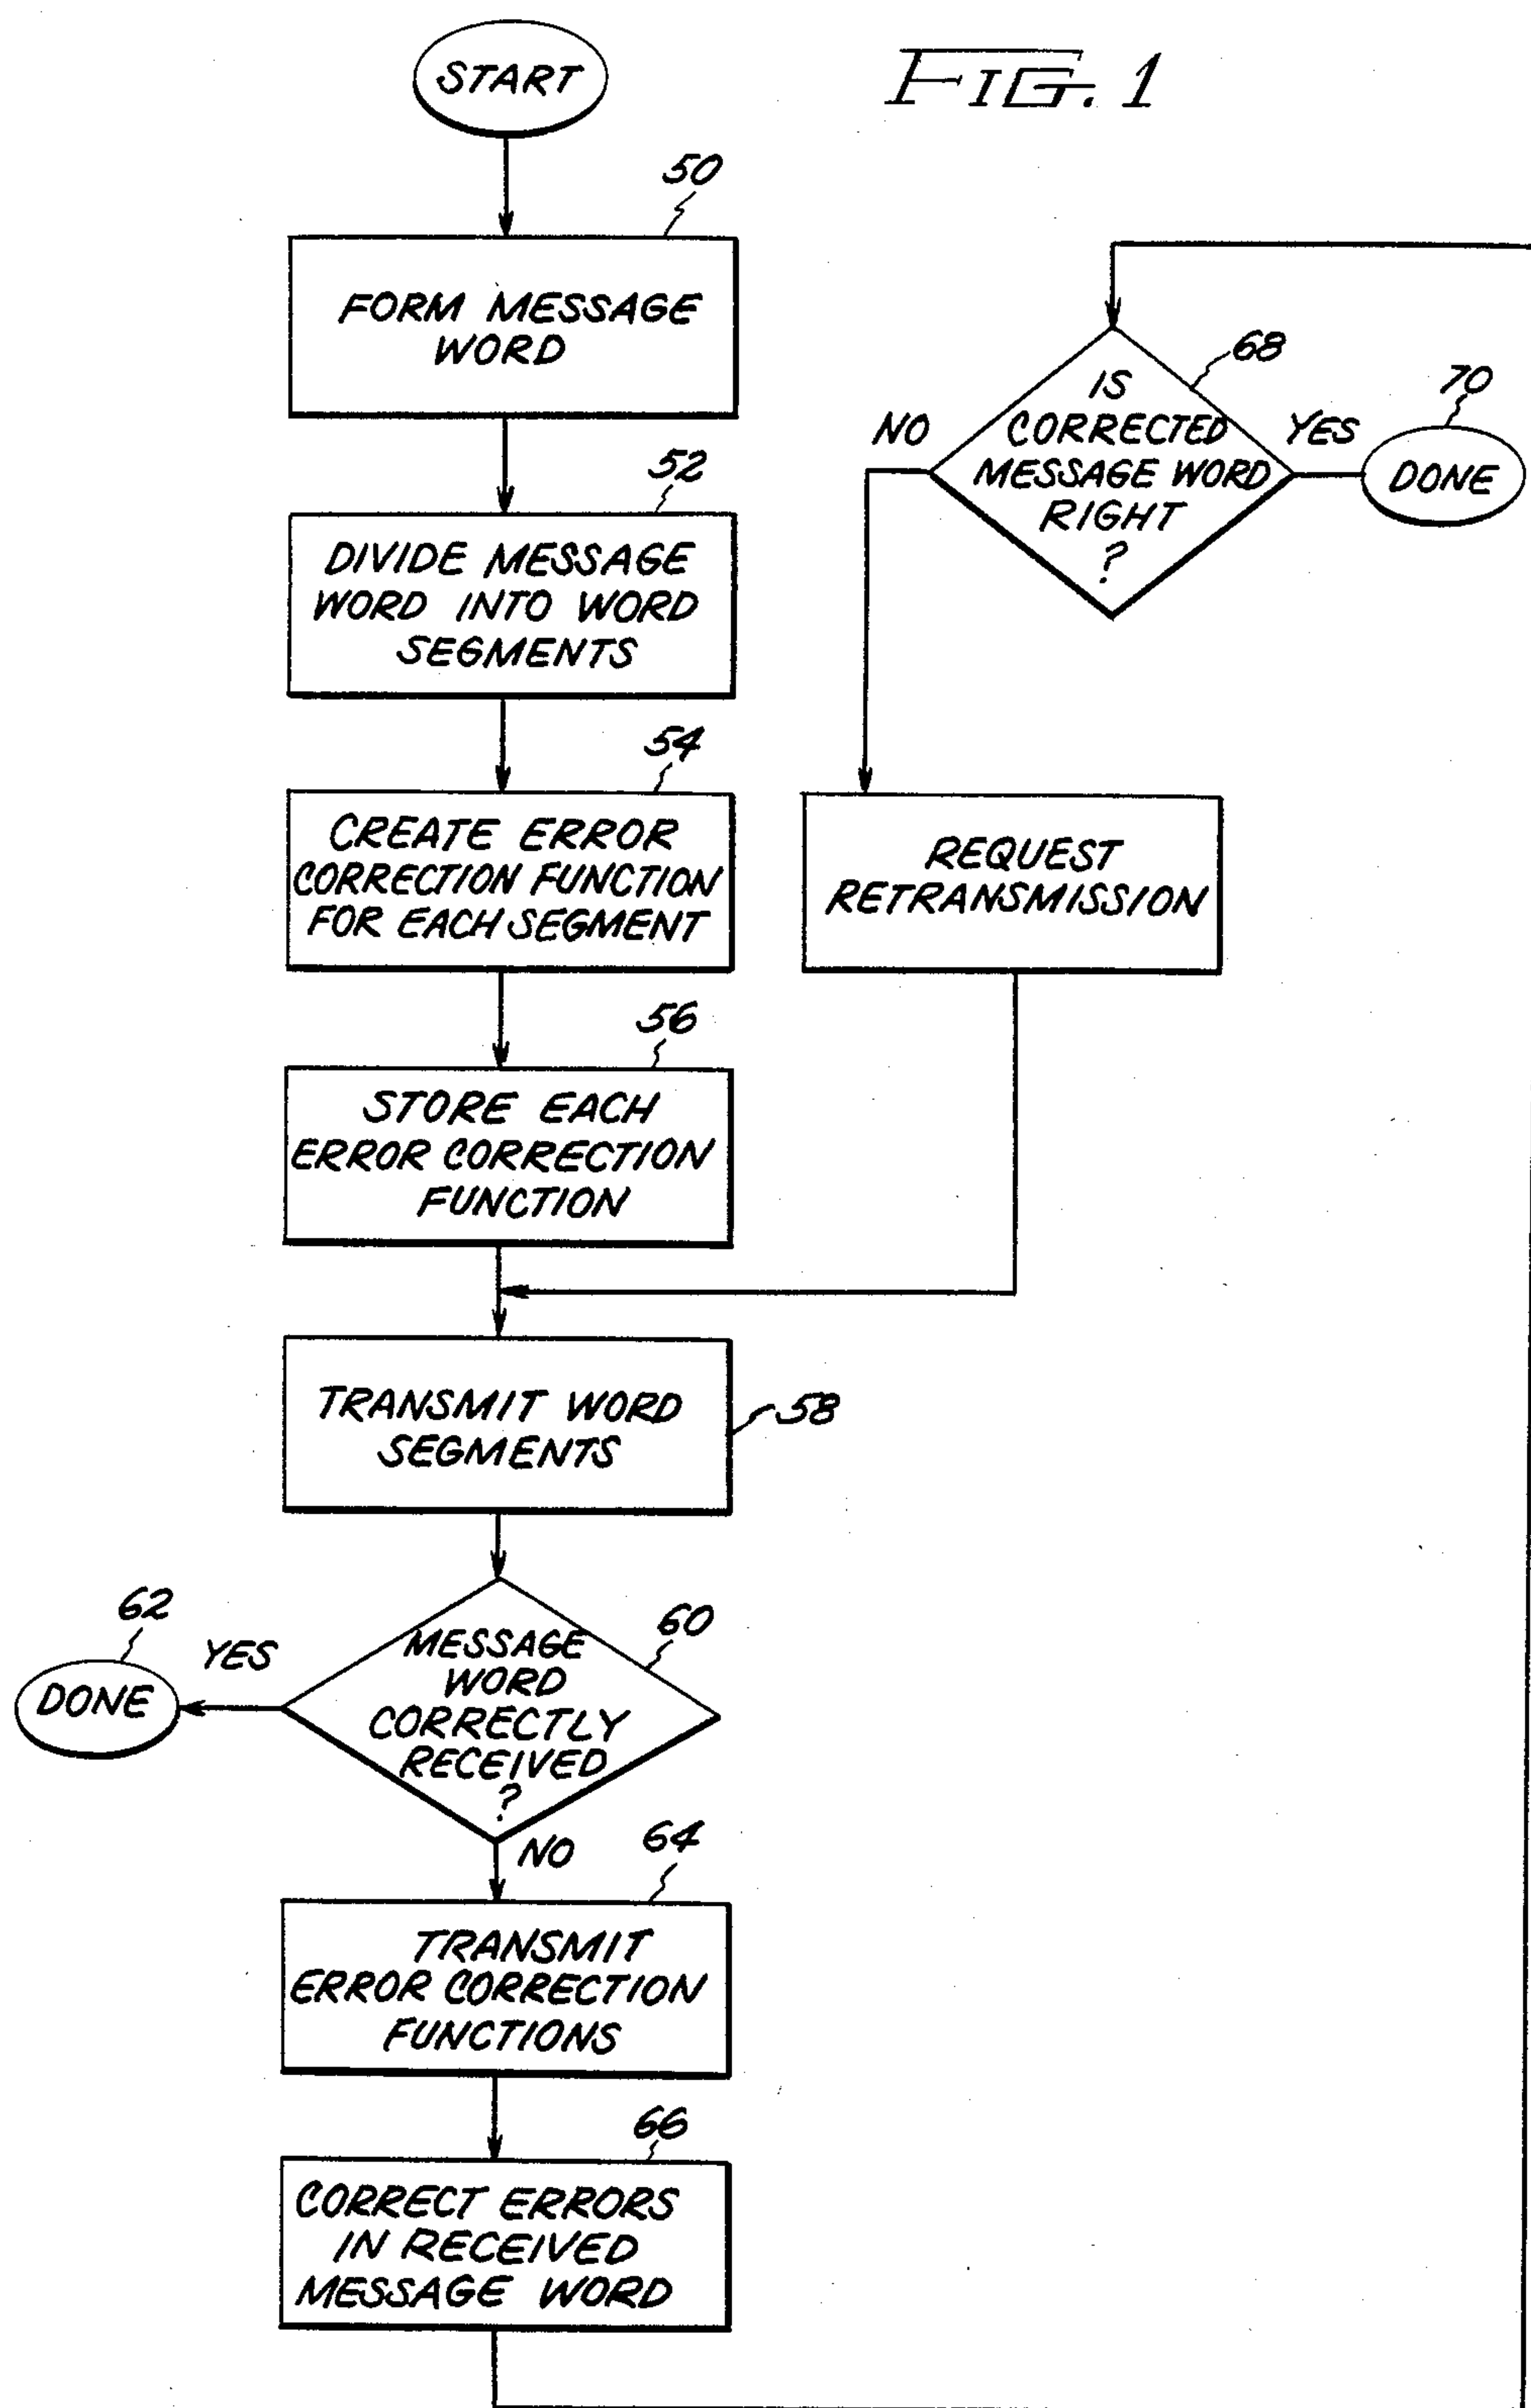 START
FIG. 1
50
FORM MESSAGE
WORD
52
DIVIDE MESSAGE
WORD INTO WORD
SEGMENTS
54
CREATE ERROR
CORRECTION FUNCTION
FOR EACH SEGMENT
56
STORE EACH
ERROR CORRECTION
FUNCTION
TRANSMIT WORD
SEGMENTS
58
60
MESSAGE
WORD
CORRECTLY
RECEIVED
?
YES
62
DONE
NO
64
TRANSMIT
ERROR CORRECTION
FUNCTIONS
66
CORRECT ERRORS
IN RECEIVED
MESSAGE WORD
68
IS
CORRECTED
MESSAGE WORD
RIGHT
?
YES
70
DONE
NO
REQUEST
RETRANSMISSION